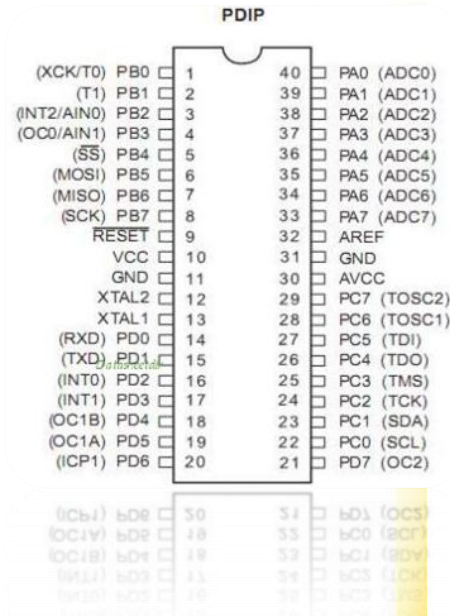 PDIP
(XCK/T0) PB0 1 40 PA0 (ADC0)
(T1) PB1 2 39 PA1 (ADC1)
(INT2/AIN0) PB2 3 38 PA2 (ADC2)
(OC0/AIN1) PB3 4 37 PA3 (ADC3)
(SS) PB4 5 36 PA4 (ADC4)
(MOSI) PB5 6 35 PA5 (ADC5)
(MISO) PB6 7 34 PA6 (ADC6)
(SCK) PB7 8 33 PA7 (ADC7)
RESET 9 32 AREF
VCC 10 31 GND
GND 11 30 AVCC
XTAL2 12 29 PC7 (TOSC2)
XTAL1 13 28 PC6 (TOSC1)
(RXD) PD0 14 27 PC5 (TDI)
(TXD) PD1 15 26 PC4 (TDO)
(INT0) PD2 16 25 PC3 (TMS)
(INT1) PD3 17 24 PC2 (TCK)
(OC1B) PD4 18 23 PC1 (SDA)
(OC1A) PD5 19 22 PC0 (SCL)
(ICP1) PD6 20 21 PD7 (OC2)